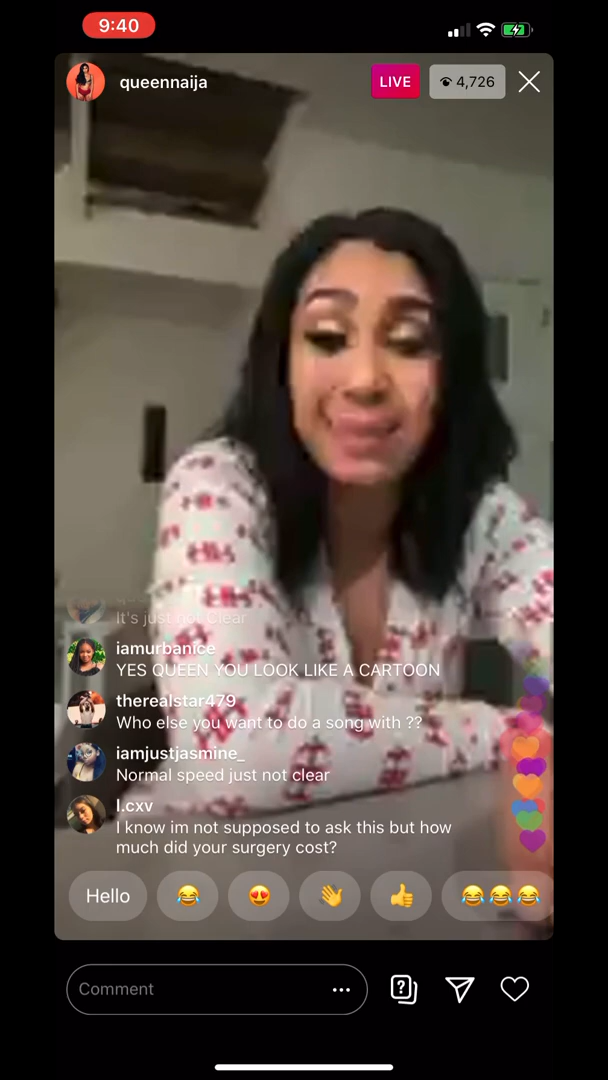 9:40
queennaija
LIVE
4,726
It's just not Clear
iamurbanice
YES QUEEN YOU LOOK LIKE A CARTOON
therealstar479
Who else you want to do a song with ??
iamjustjasmine_
Normal speed just not clear
l.cxv
I know im not supposed to ask this but how
much did your surgery cost?
Hello
Comment